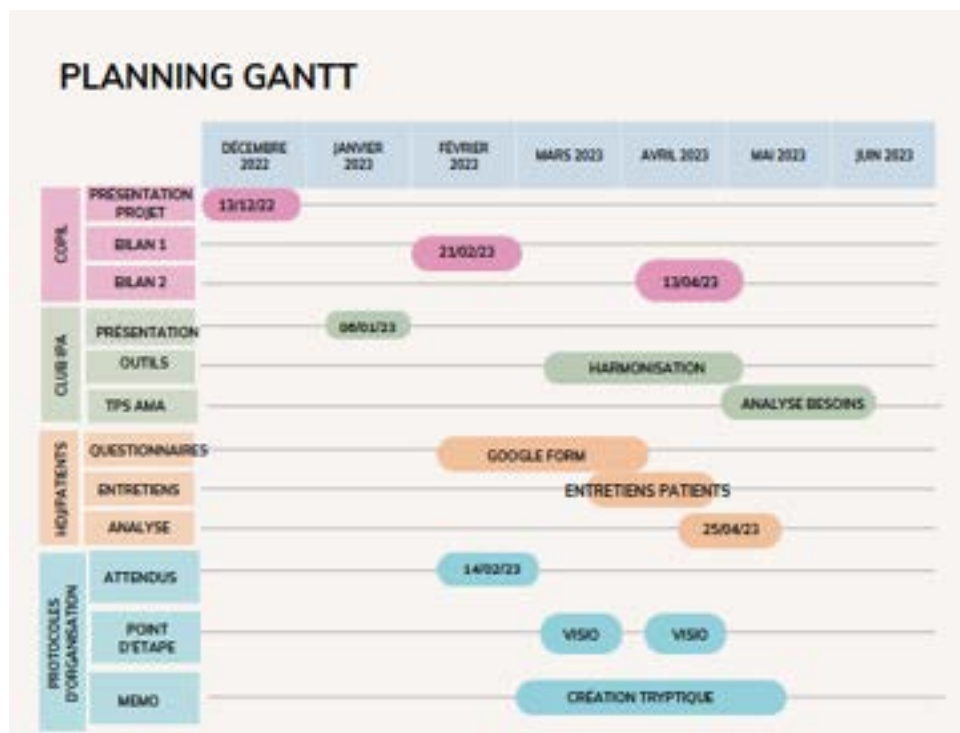 PLANNING GANTT
DÉCEMBRE
2022
JANVIER
2023
FÉVRIER
2023
MARS 2023
AVRIL 2023
MAI 2023
JUIN 2023
COPIL
PRÉSENTATION
PROJET
13/12/22
BILAN 1
21/02/23
BILAN 2
13/04/23
CLUB IPA
PRÉSENTATION
06/01/23
OUTILS
HARMONISATION
TPS AMA
ANALYSE BESOINS
HDJ/PATIENTS
QUESTIONNAIRES
GOOGLE FORM
ENTRETIENS
ENTRETIENS PATIENTS
ANALYSE
25/04/23
PROTOCOLES
D'ORGANISATION
ATTENDUS
14/02/23
POINT
D'ETAPE
VISIO
VISIO
MEMO
CRÉATION TRYPTIQUE